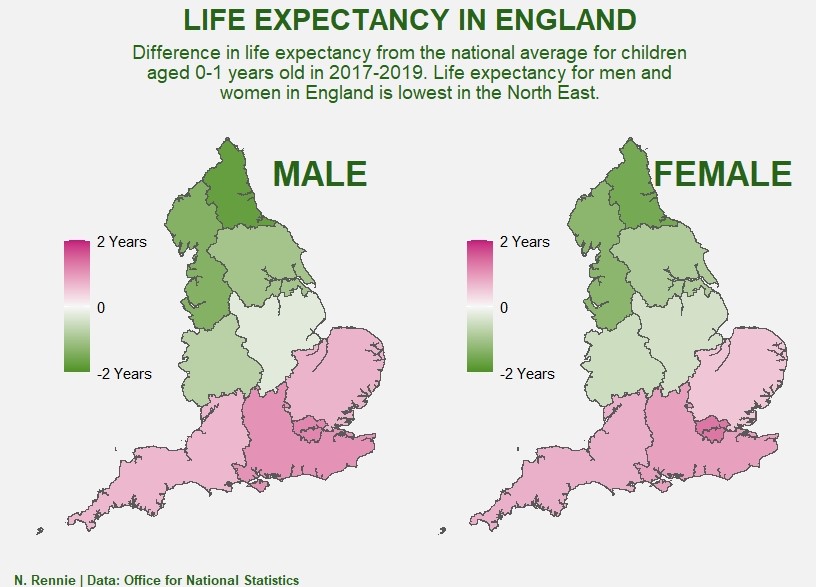 LIFE EXPECTANCY IN ENGLAND
Difference in life expectancy from the national average for children
aged 0-1 years old in 2017-2019. Life expectancy for men and
women in England is lowest in the North East.
MALE
2 Years
0
-2 Years
FEMALE
2 Years
0
-2 Years
N. Rennie | Data: Office for National Statistics